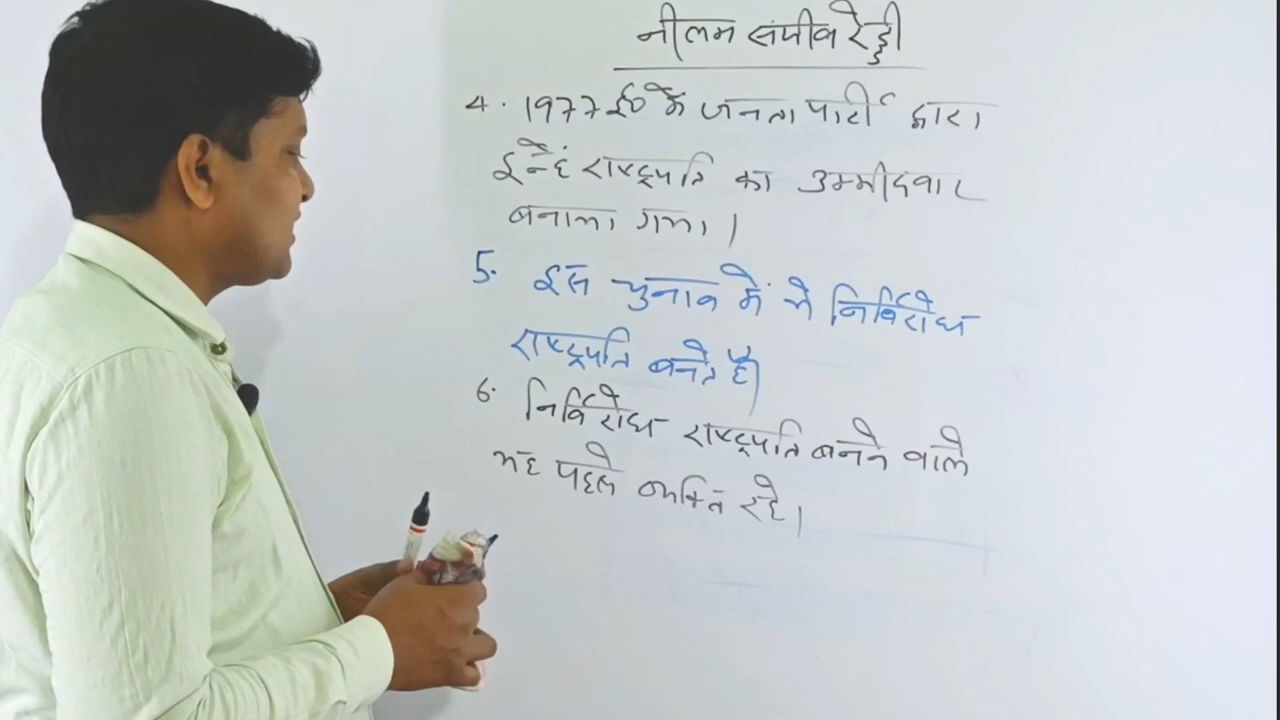 नीलम संजीव रेड्डी
4. 1977 ई० में जनता पार्टी द्वारा
इन्हें राष्ट्रपति का उम्मीदवार
बनाया गया।
5. इस चुनाव में ये निर्विरोध
राष्ट्रपति बनते हैं।
6. निर्विरोध राष्ट्रपति बनने वाले
यह पहले व्यक्ति रहे।